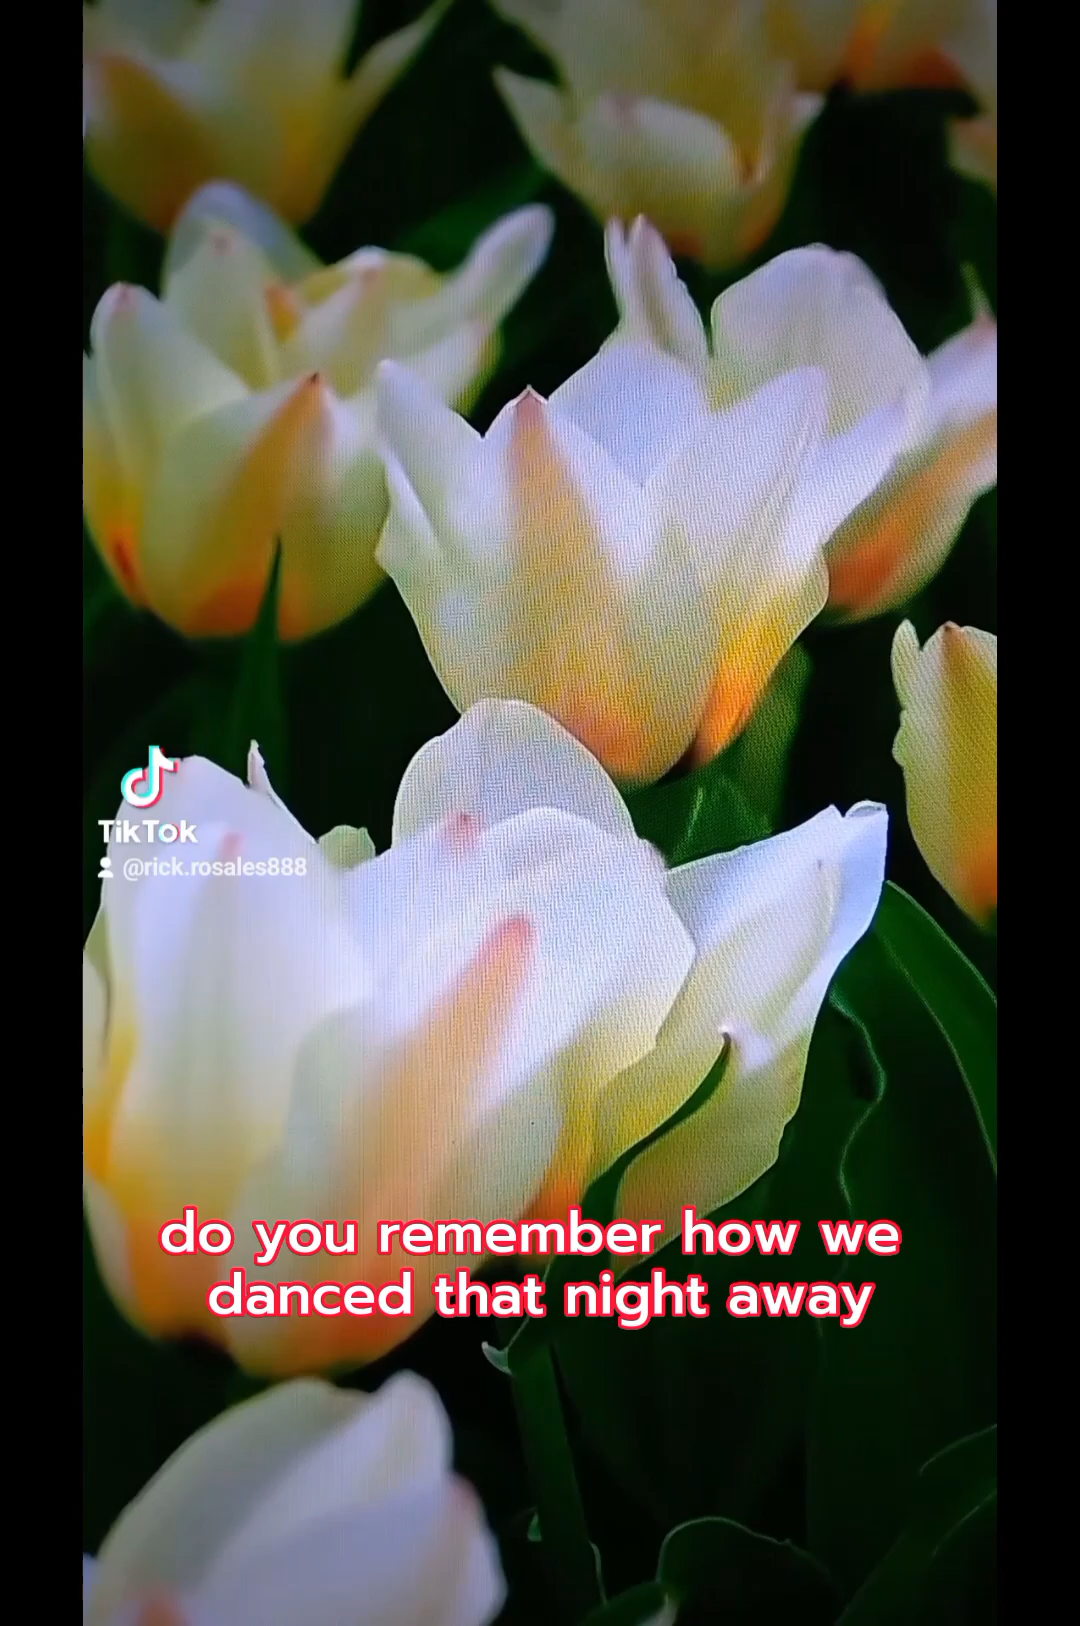 TikTok
@rick.rosales888
do you remember how we
danced that night away